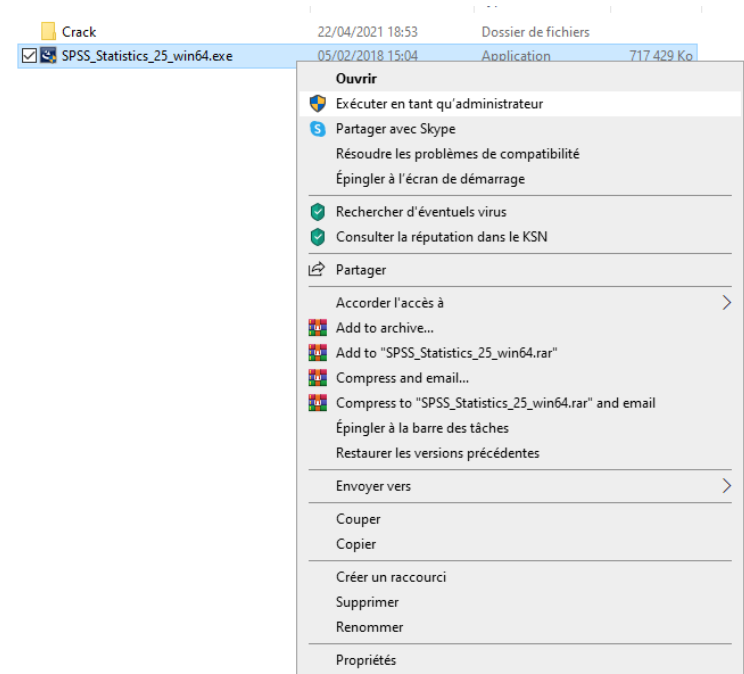 Crack 22/04/2021 18:53 Dossier de fichiers
SPSS_Statistics_25_win64.exe 05/02/2018 15:04 Application 717 429 Ko
Ouvrir
Exécuter en tant qu'administrateur
Partager avec Skype
Résoudre les problèmes de compatibilité
Épingler à l'écran de démarrage
Rechercher d'éventuels virus
Consulter la réputation dans le KSN
Partager
Accorder l'accès à
Add to archive...
Add to "SPSS_Statistics_25_win64.rar"
Compress and email...
Compress to "SPSS_Statistics_25_win64.rar" and email
Épingler à la barre des tâches
Restaurer les versions précédentes
Envoyer vers
Couper
Copier
Créer un raccourci
Supprimer
Renommer
Propriétés